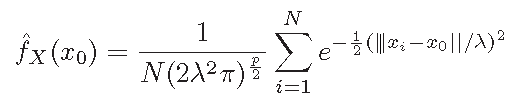 $$\hat{f}_X(x_0) = \frac{1}{N(2\lambda^2\pi)^{\frac{p}{2}}} \sum_{i=1}^{N} e^{-\frac{1}{2}(|\|x_i - x_0\|/\lambda)^2}$$